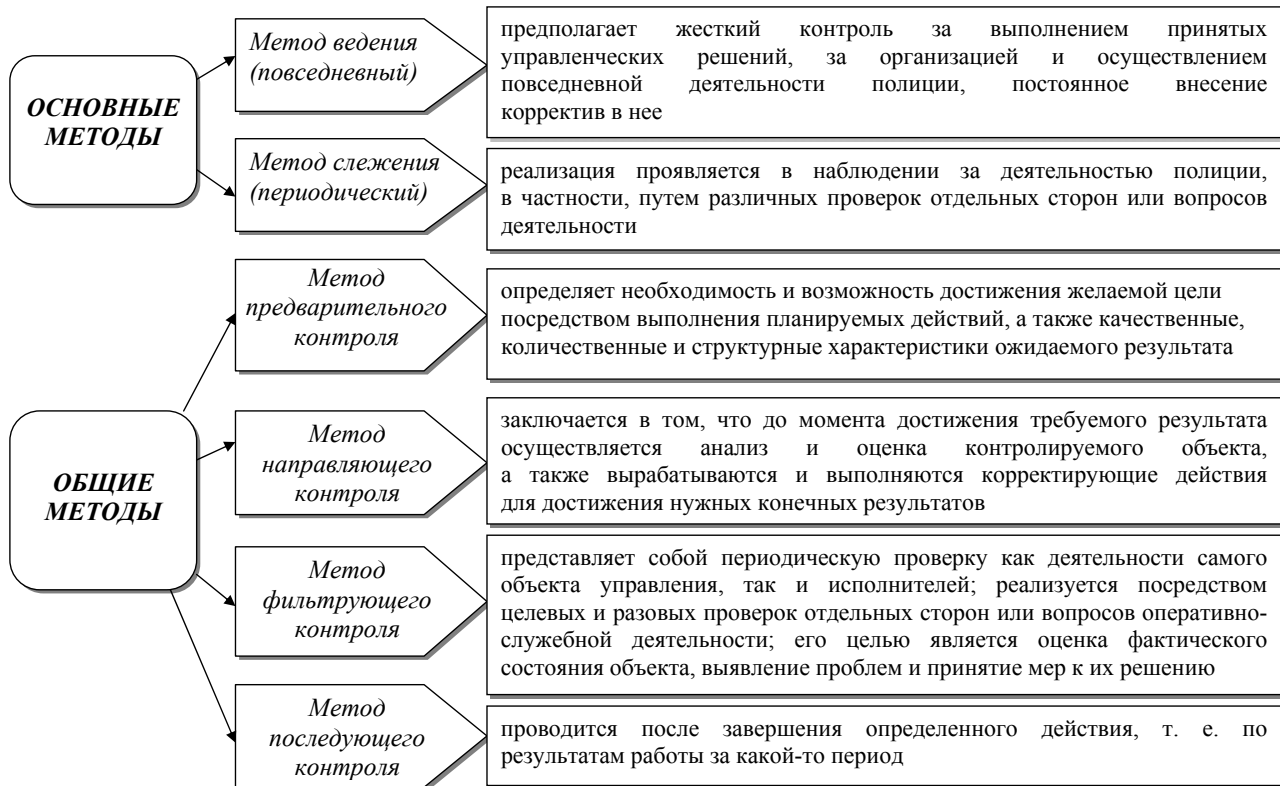 ОСНОВНЫЕ
МЕТОДЫ
Метод ведения
(повседневный)
предполагает жесткий контроль за выполнением принятых
управленческих решений, за организацией и осуществлением
повседневной деятельности полиции, постоянное внесение
корректив в нее
Метод слежения
(периодический)
реализация проявляется в наблюдении за деятельностью полиции,
в частности, путем различных проверок отдельных сторон или вопросов
деятельности
ОБЩИЕ
МЕТОДЫ
Метод
предварительного
контроля
определяет необходимость и возможность достижения желаемой цели
посредством выполнения планируемых действий, а также качественные,
количественные и структурные характеристики ожидаемого результата
Метод
направляющего
контроля
заключается в том, что до момента достижения требуемого результата
осуществляется анализ и оценка контролируемого объекта,
а также вырабатываются и выполняются корректирующие действия
для достижения нужных конечных результатов
Метод
фильтрующего
контроля
представляет собой периодическую проверку как деятельности самого
объекта управления, так и исполнителей; реализуется посредством
целевых и разовых проверок отдельных сторон или вопросов оперативно-
служебной деятельности; его целью является оценка фактического
состояния объекта, выявление проблем и принятие мер к их решению
Метод
последующего
контроля
проводится после завершения определенного действия, т. е. по
результатам работы за какой-то период